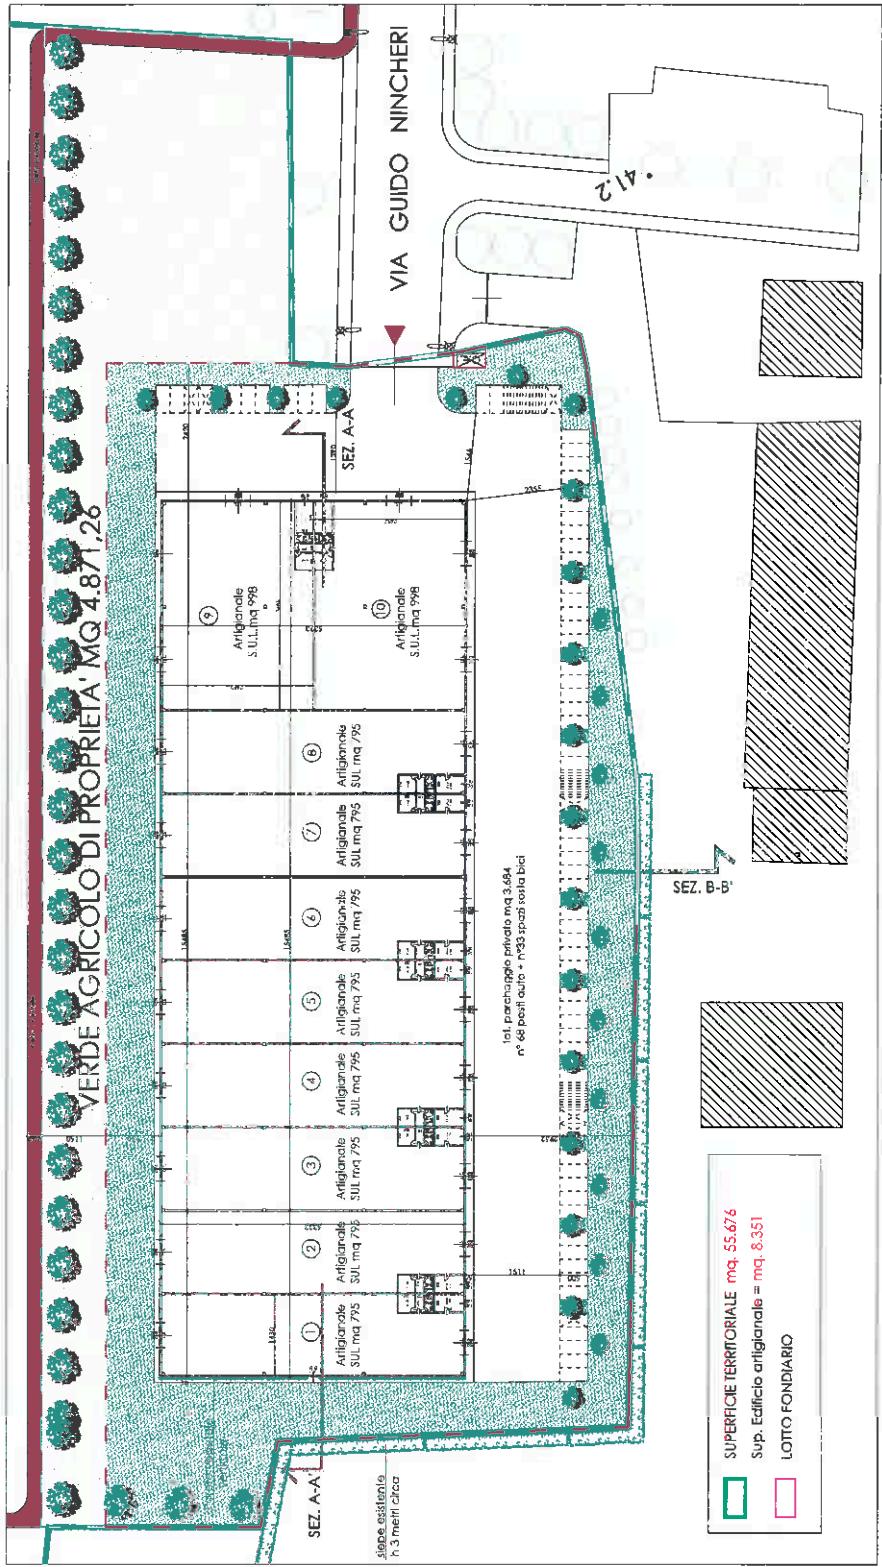 VERDE AGRICOLO DI PROPRIETA' MQ 4.871,26
VIA GUIDO NINCHERI
41.2
SEZ. A-A'
siepe esistente
h 3 metri circa
1
Artigianale
SUL mq 795
2
Artigianale
SUL mq 795
3
Artigianale
SUL mq 795
4
Artigianale
SUL mq 795
5
Artigianale
SUL mq 795
6
Artigianale
SUL mq 795
7
Artigianale
SUL mq 795
8
Artigianale
SUL mq 795
9
Artigianale
S.U.L.mq 998
10
Artigianale
S.U.L.mq 998
SEZ. A-A
tot. parcheggio privato mq 3.684
n° 68 posti auto + n°33 spazi sosta bici
SEZ. B-B'
1511
2355
SUPERFICIE TERRITORIALE mq. 55.676
Sup. Edificio artigianale = mq. 8.351
LOTTO FONDIARIO